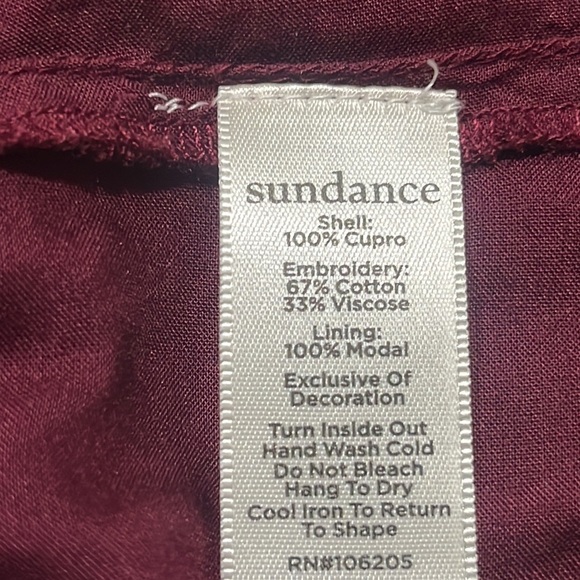 sundance
Shell:
100% Cupro
Embroidery:
67% Cotton
33% Viscose
Lining:
100% Modal
Exclusive Of
Decoration
Turn Inside Out
Hand Wash Cold
Do Not Bleach
Hang To Dry
Cool Iron To Return
To Shape
RN#106205